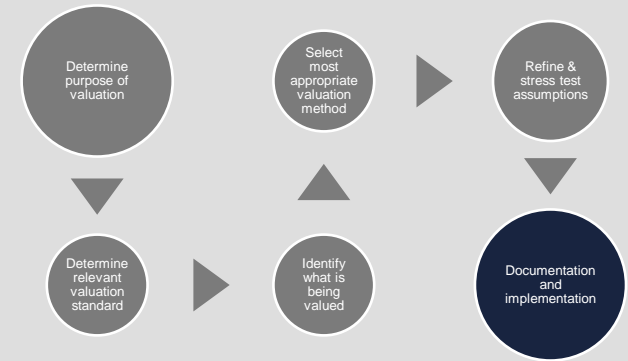 Determine
purpose of
valuation
Determine
relevant
valuation
standard
Identify
what is
being
valued
Select
most
appropriate
valuation
method
Refine &
stress test
assumptions
Documentation
and
implementation